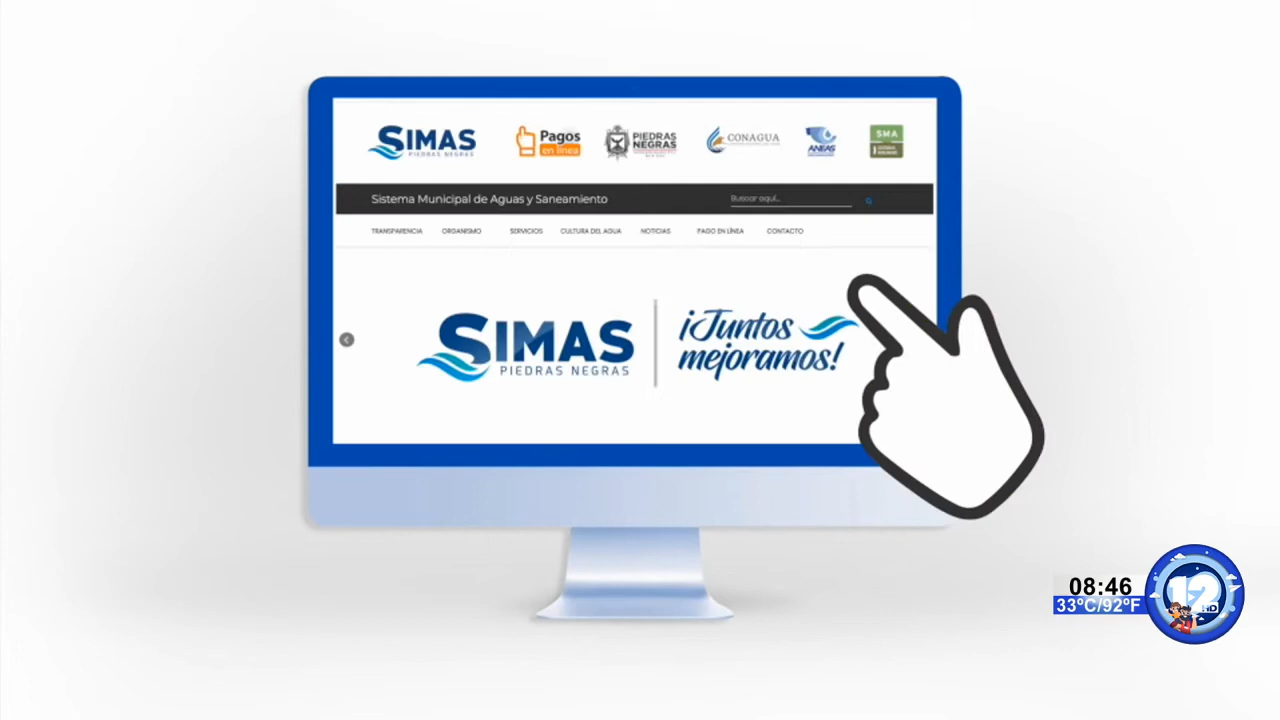 SIMAS
PIEDRAS NEGRAS
Pagos
en línea
PIEDRAS
NEGRAS
CONAGUA
ANEAS
SMA
Sistema Municipal de Aguas y Saneamiento
Buscar aquí...
TRANSPARENCIA ORGANISMO SERVICIOS CULTURA DEL AGUA NOTICIAS PAGO EN LÍNEA CONTACTO
SIMAS
PIEDRAS NEGRAS
¡Juntos
mejoramos!
08:46
33ºC/92ºF
12
HD